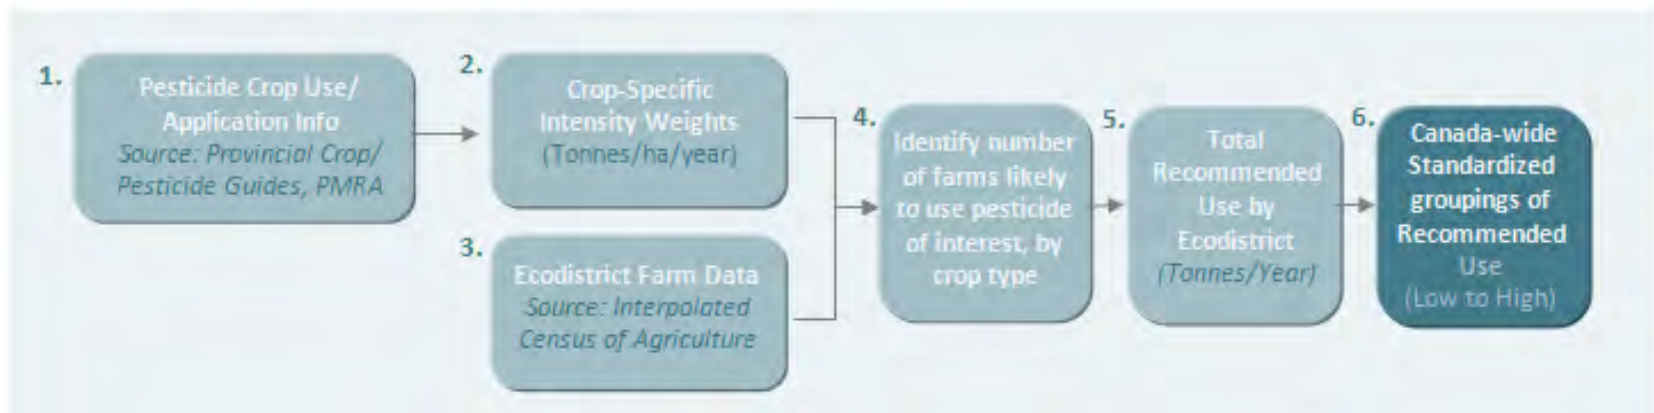 1.
Pesticide Crop Use/
Application Info
Source: Provincial Crop/
Pesticide Guides, PMRA
2.
Crop-Specific
Intensity Weights
(Tonnes/ha/year)
3.
Ecodistrict Farm Data
Source: Interpolated
Census of Agriculture
4.
Identify number
of farms likely
to use pesticide
of interest, by
crop type
5.
Total
Recommended
Use by
Ecodistrict
(Tonnes/Year)
6.
Canada-wide
Standardized
groupings of
Recommended
Use
(Low to High)